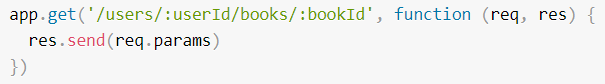 app.get('/users/:userId/books/:bookId', function (req, res) {
  res.send(req.params)
})